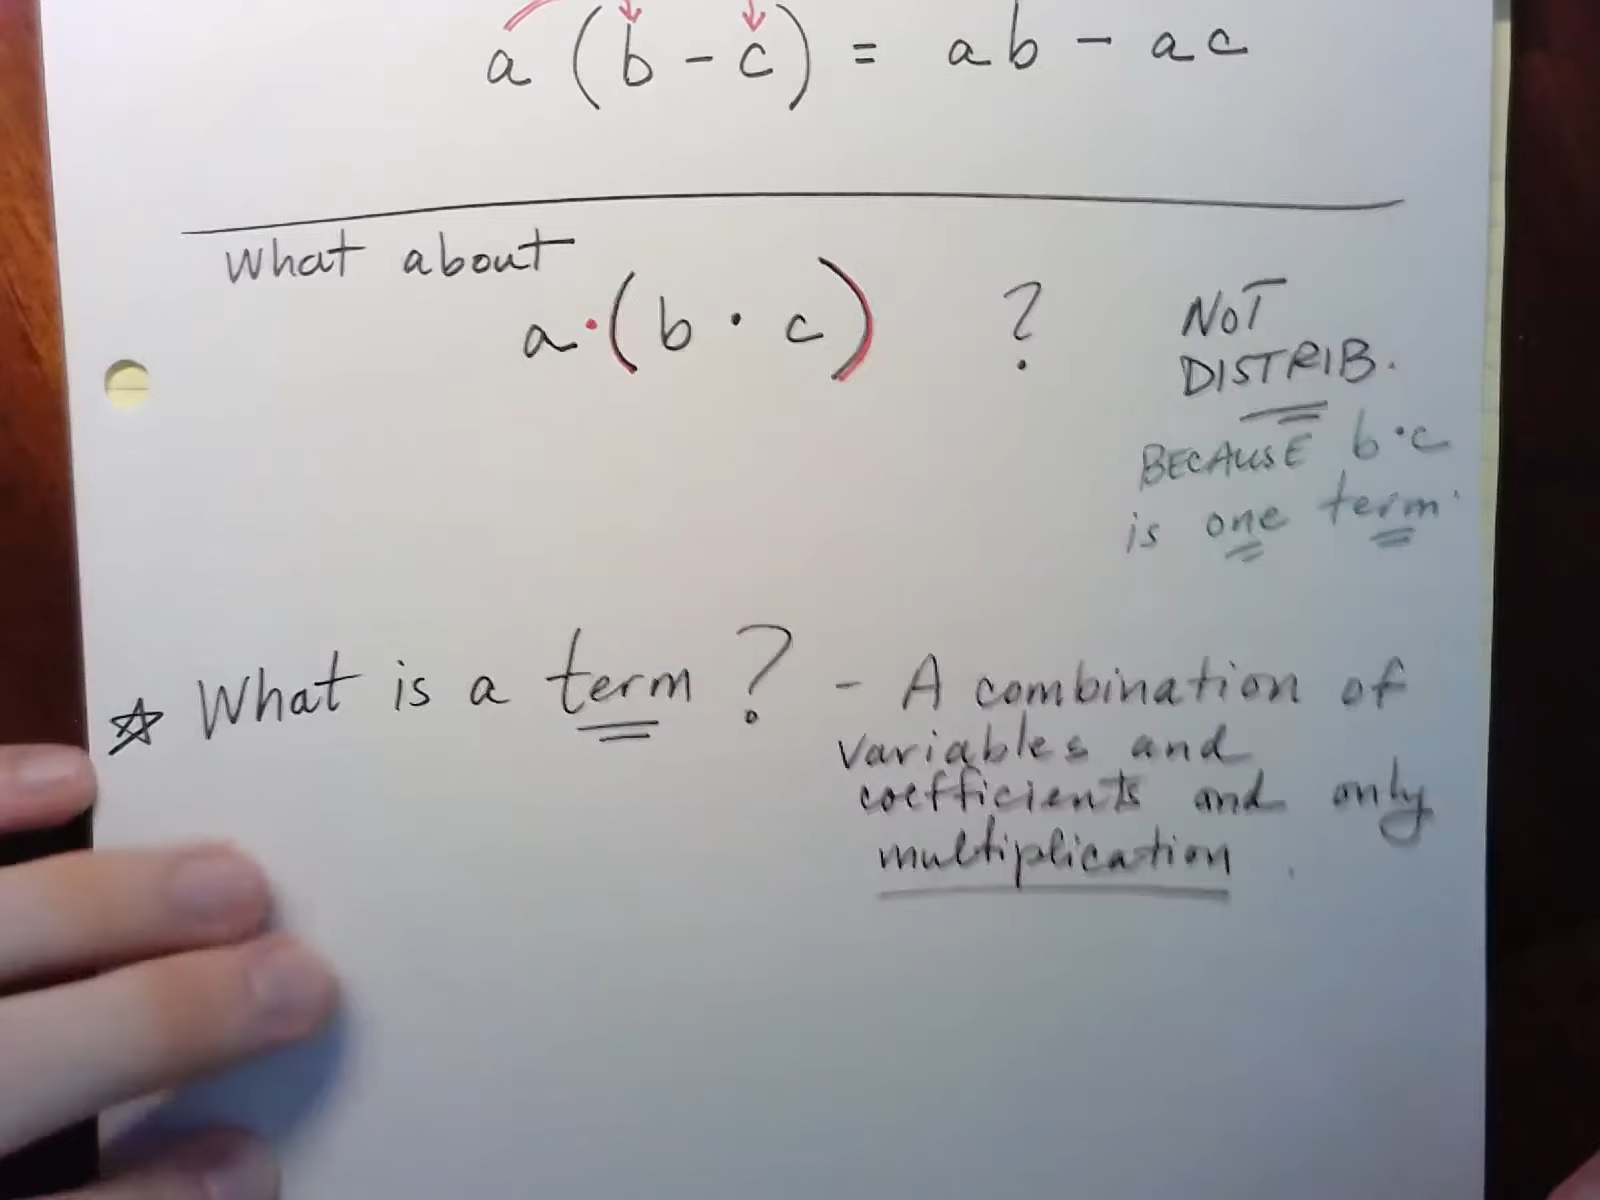 a (b - c) = ab - ac
What about
a · (b · c) ?
NOT
DISTRIB.
BECAUSE b·c
is one term
☆ What is a term? - A combination of
variables and
coefficients and only
multiplication.